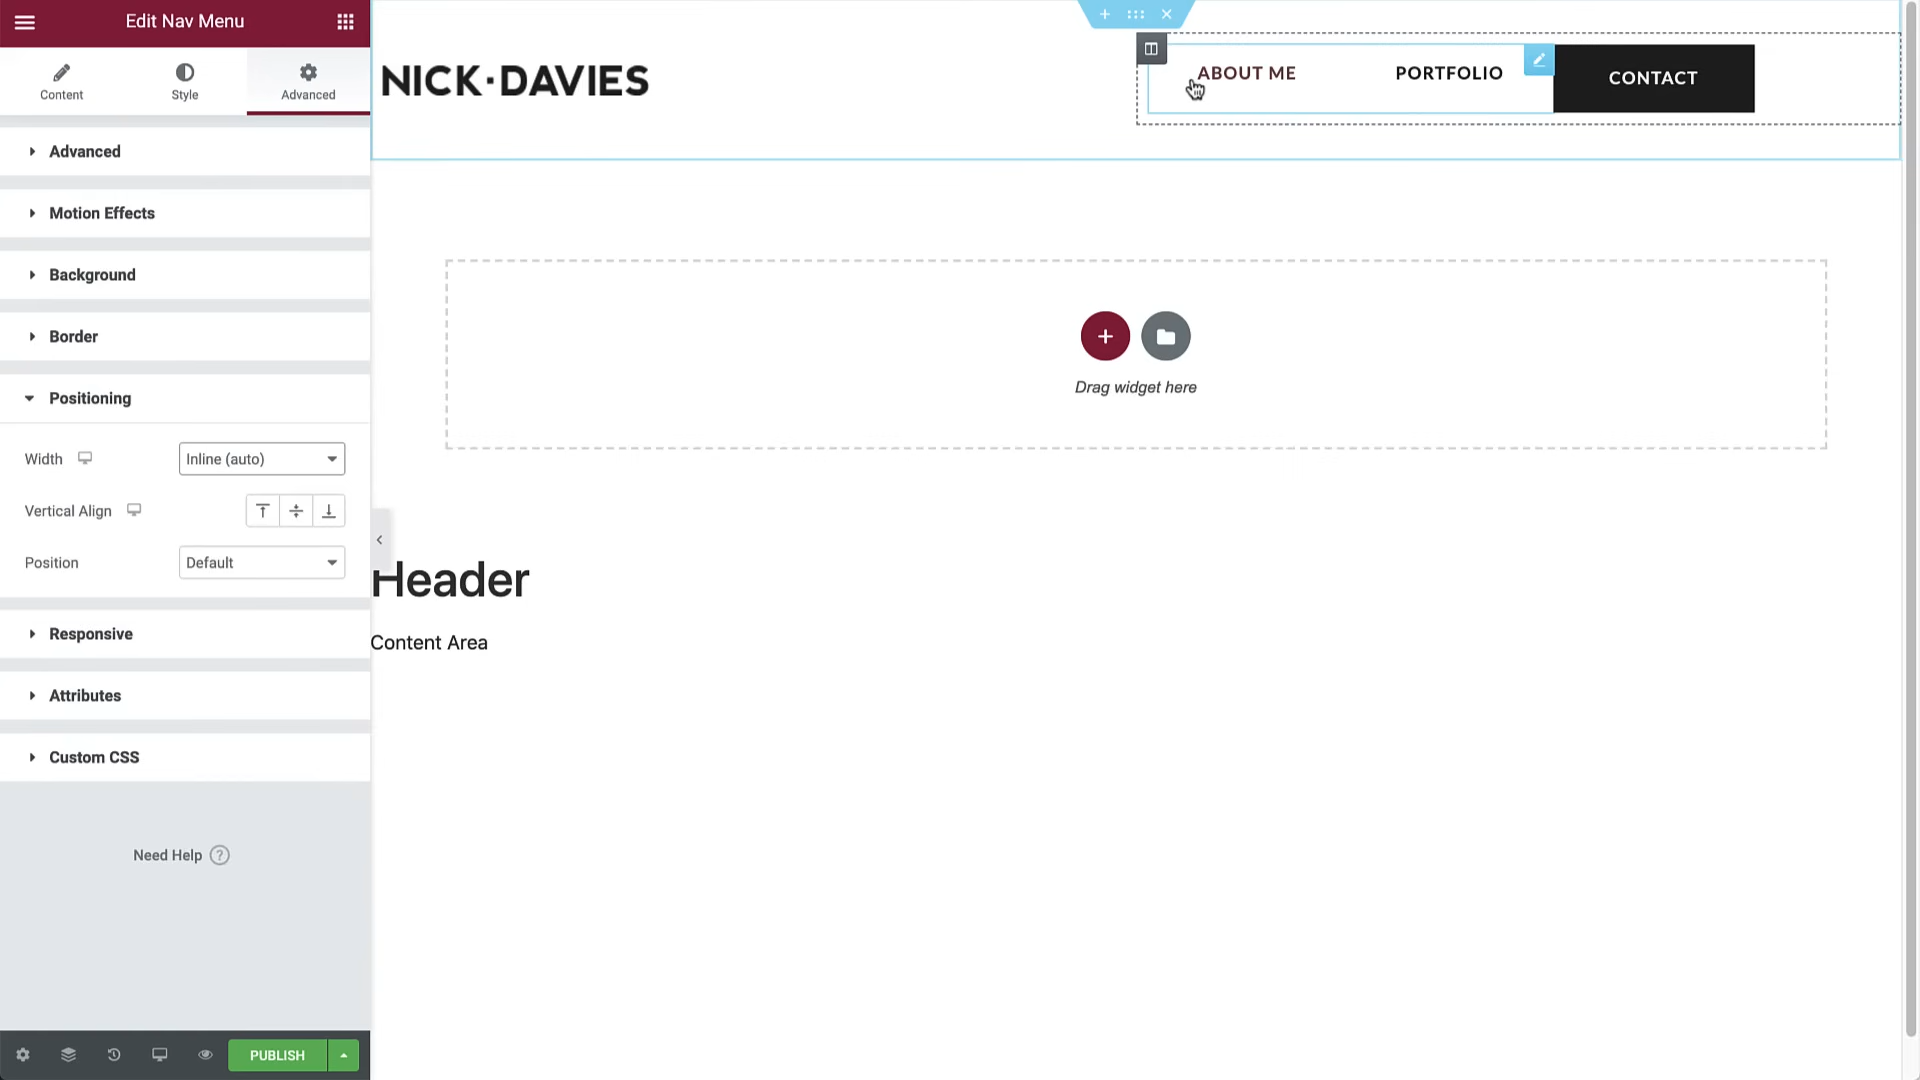 Edit Nav Menu
Content
Style
Advanced
Advanced
Motion Effects
Background
Border
Positioning
Width
Inline (auto)
Vertical Align
Position
Default
Responsive
Attributes
Custom CSS
Need Help ?
PUBLISH
NICK·DAVIES
ABOUT ME
PORTFOLIO
CONTACT
Drag widget here
Header
Content Area